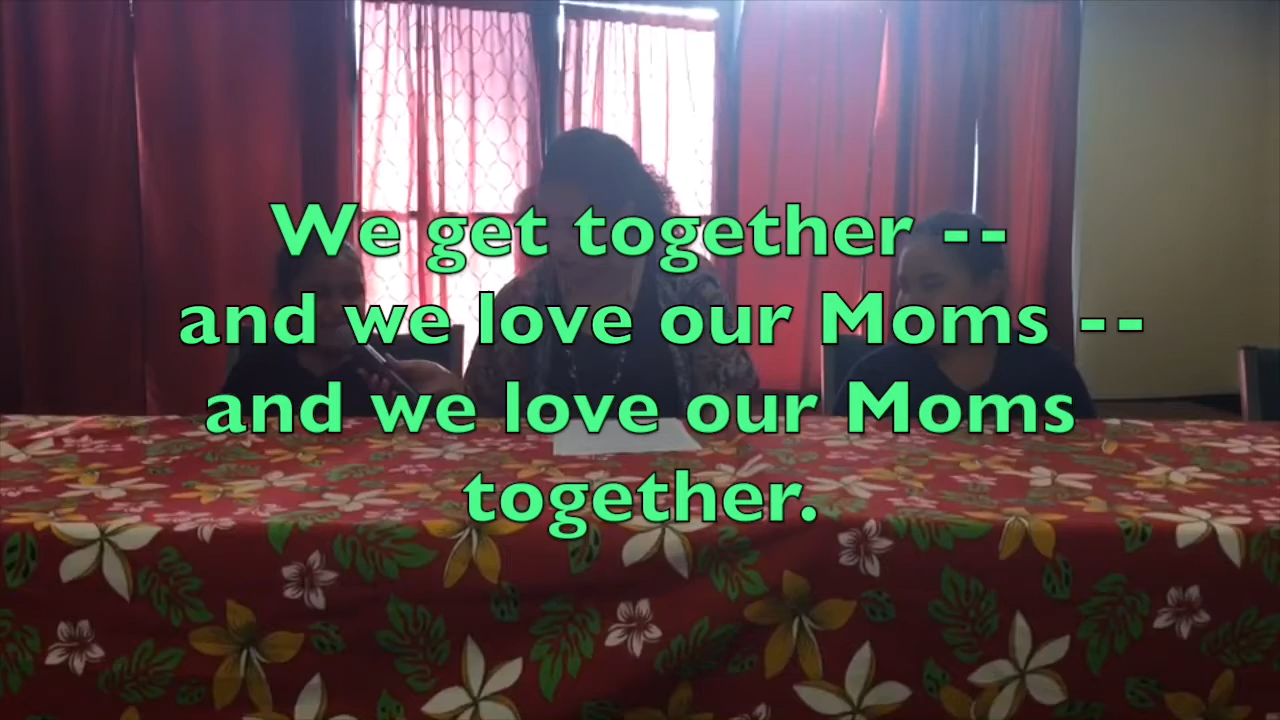 We get together --
and we love our Moms --
and we love our Moms
together.